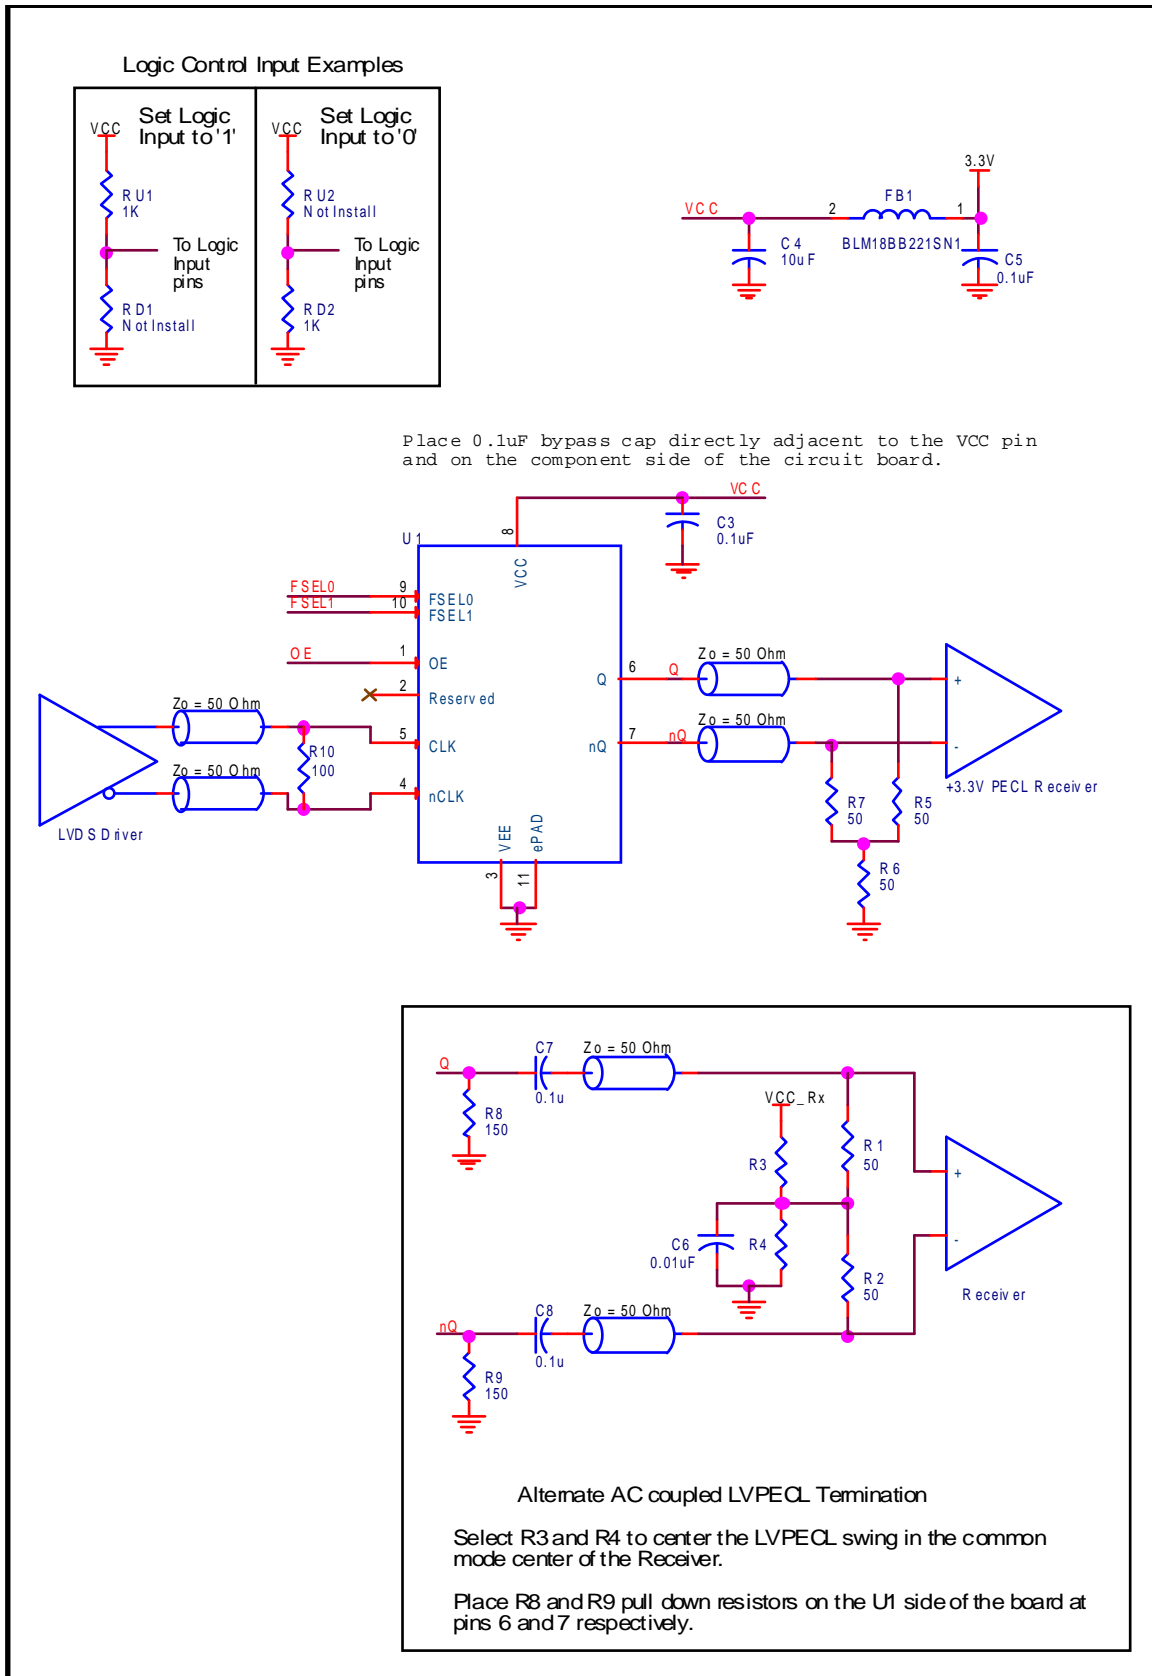 Logic Control Input Examples
Set Logic
Input to '1'
VCC
RU1
1K
To Logic
Input
pins
RD1
Not Install
Set Logic
Input to '0'
VCC
RU2
Not Install
To Logic
Input
pins
RD2
1K
3.3V
FB1
VCC
2
1
BLM18BB221SN1
C4
10uF
C5
0.1uF
Place 0.1uF bypass cap directly adjacent to the VCC pin
and on the component side of the circuit board.
VCC
C3
0.1uF
U1
8
VCC
FSEL0
9
FSEL0
FSEL1
10
FSEL1
OE
1
OE
2
Reserved
Zo = 50 Ohm
5
CLK
R10
100
Zo = 50 Ohm
4
nCLK
LVDS Driver
VEE
ePAD
3
11
Q
6
Q
Zo = 50 Ohm
nQ
7
nQ
Zo = 50 Ohm
+
-
+3.3V PECL Receiver
R7
50
R5
50
R6
50
Q
C7
0.1u
Zo = 50 Ohm
R8
150
VCC_Rx
R3
R1
50
+
-
C6
0.01uF
R4
R2
50
Receiver
nQ
C8
0.1u
Zo = 50 Ohm
R9
150
Alternate AC coupled LVPECL Termination
Select R3 and R4 to center the LVPECL swing in the common
mode center of the Receiver.
Place R8 and R9 pull down resistors on the U1 side of the board at
pins 6 and 7 respectively.